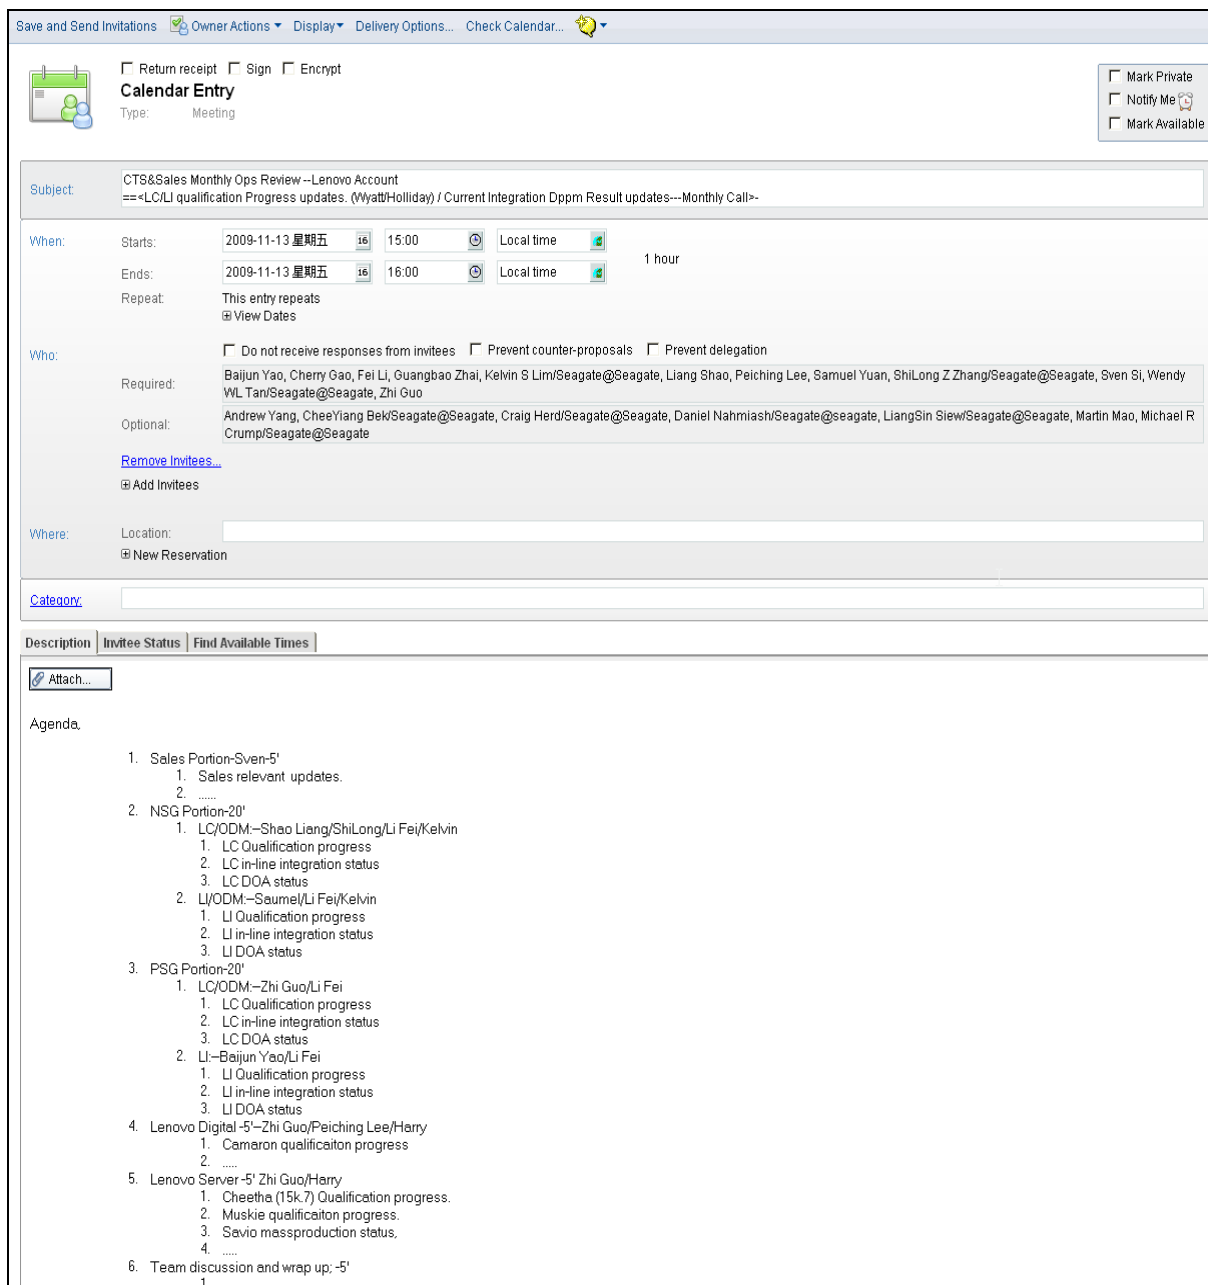 Save and Send Invitations Owner Actions Display Delivery Options... Check Calendar...
Return receipt Sign Encrypt
Calendar Entry
Type: Meeting
Mark Private
Notify Me
Mark Available
Subject: CTS&Sales Monthly Ops Review --Lenovo Account
==<LC/LI qualification Progress updates. (Wyatt/Holliday) / Current Integration Dppm Result updates---Monthly Call>-
When: Starts: 2009-11-13 星期五 16 15:00 Local time
1 hour
Ends: 2009-11-13 星期五 16 16:00 Local time
Repeat: This entry repeats
View Dates
Who: Do not receive responses from invitees Prevent counter-proposals Prevent delegation
Required: Baijun Yao, Cherry Gao, Fei Li, Guangbao Zhai, Kelvin S Lim/Seagate@Seagate, Liang Shao, Peiching Lee, Samuel Yuan, ShiLong Z Zhang/Seagate@Seagate, Sven Si, Wendy
WL Tan/Seagate@Seagate, Zhi Guo
Optional: Andrew Yang, CheeYiang Bek/Seagate@Seagate, Craig Herd/Seagate@Seagate, Daniel Nahmiash/Seagate@seagate, LiangSin Siew/Seagate@Seagate, Martin Mao, Michael R
Crump/Seagate@Seagate
Remove Invitees...
Add Invitees
Where: Location:
New Reservation
Category:
Description Invitee Status Find Available Times
Attach...
Agenda,
1. Sales Portion-Sven-5'
1. Sales relevant updates.
2. ......
2. NSG Portion-20'
1. LC/ODM:--Shao Liang/ShiLong/Li Fei/Kelvin
1. LC Qualification progress
2. LC in-line integration status
3. LC DOA status
2. LI/ODM:--Saumel/Li Fei/Kelvin
1. LI Qualification progress
2. LI in-line integration status
3. LI DOA status
3. PSG Portion-20'
1. LC/ODM:--Zhi Guo/Li Fei
1. LC Qualification progress
2. LC in-line integration status
3. LC DOA status
2. LI:--Baijun Yao/Li Fei
1. LI Qualification progress
2. LI in-line integration status
3. LI DOA status
4. Lenovo Digital -5'--Zhi Guo/Peiching Lee/Harry
1. Camaron qualificaiton progress
2. .....
5. Lenovo Server -5' Zhi Guo/Harry
1. Cheetha (15k.7) Qualification progress.
2. Muskie qualificaiton progress.
3. Savio massproduction status,
4. .....
6. Team discussion and wrap up; -5'